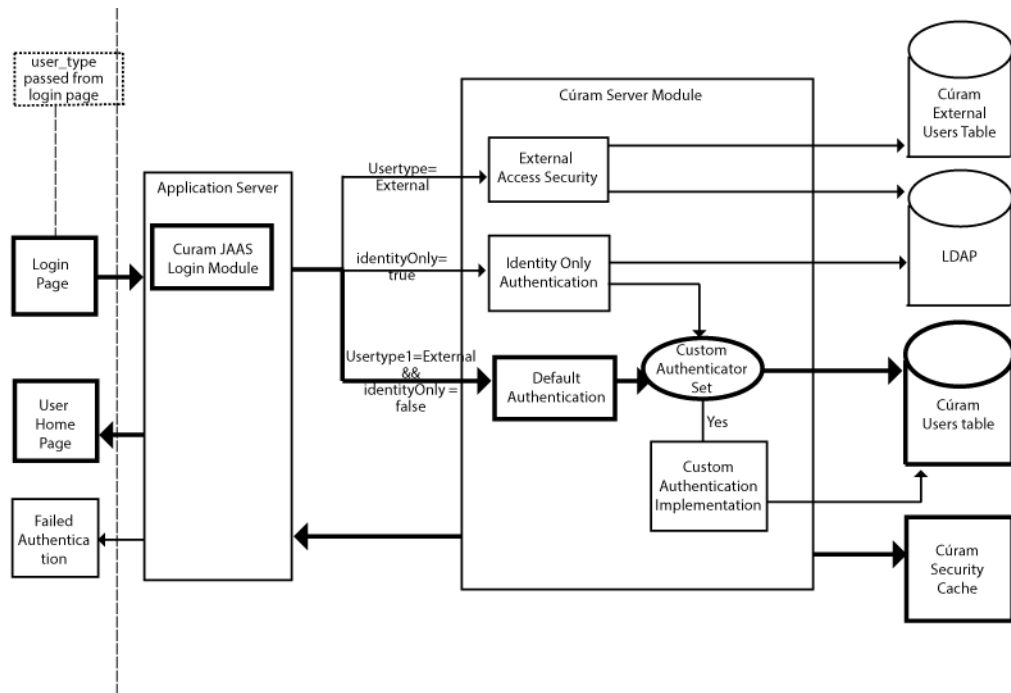 user_type
passed from
login page
Login
Page
User
Home
Page
Failed
Authentica
tion
Application Server
Curam JAAS
Login Module
Usertype=
External
identityOnly=
true
Usertype1=External
&&
identityOnly =
false
Cúram Server Module
External
Access Security
Identity Only
Authentication
Default
Authentication
Custom
Authenticator
Set
Yes
Custom
Authentication
Implementation
Cúram
External
Users Table
LDAP
Cúram
Users table
Cúram
Security
Cache